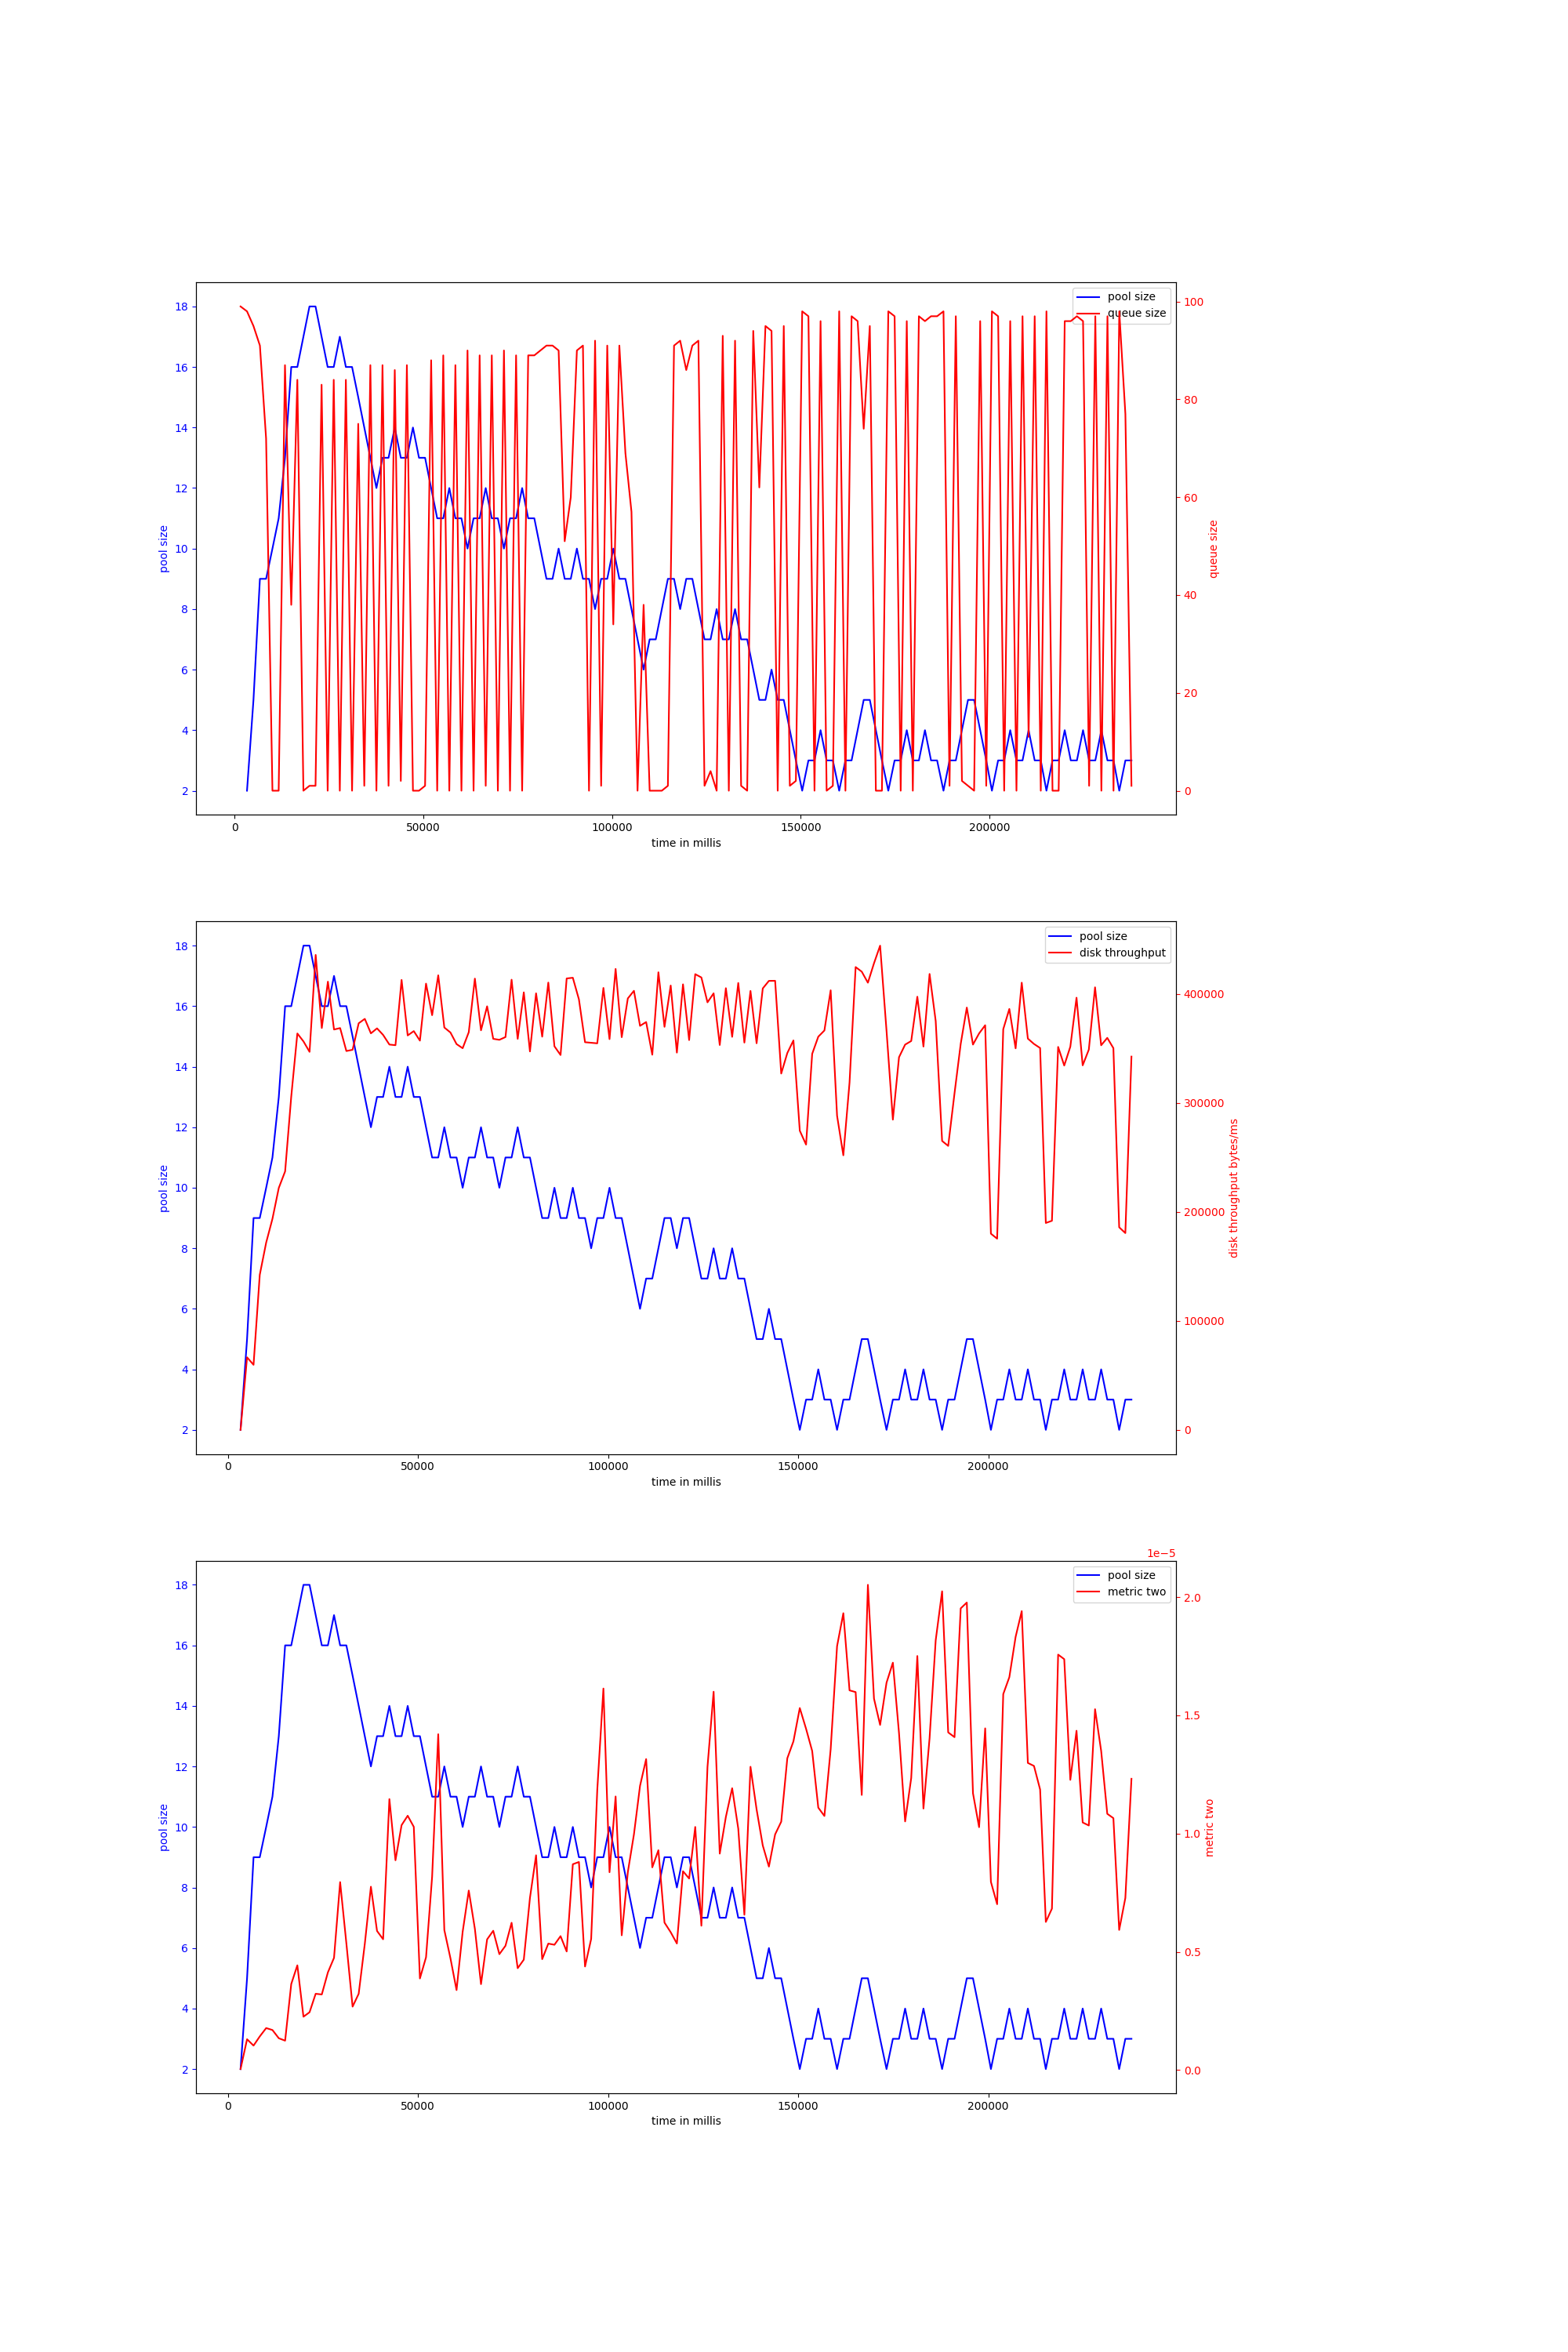 pool size
queue size
18
16
14
12
10
8
6
4
2
pool size
100
80
60
40
20
0
queue size
0 50000 100000 150000 200000
time in millis
pool size
disk throughput
18
16
14
12
10
8
6
4
2
pool size
400000
300000
200000
100000
0
disk throughput bytes/ms
0 50000 100000 150000 200000
time in millis
1e−5
pool size
metric two
18
16
14
12
10
8
6
4
2
pool size
2.0
1.5
1.0
0.5
0.0
metric two
0 50000 100000 150000 200000
time in millis